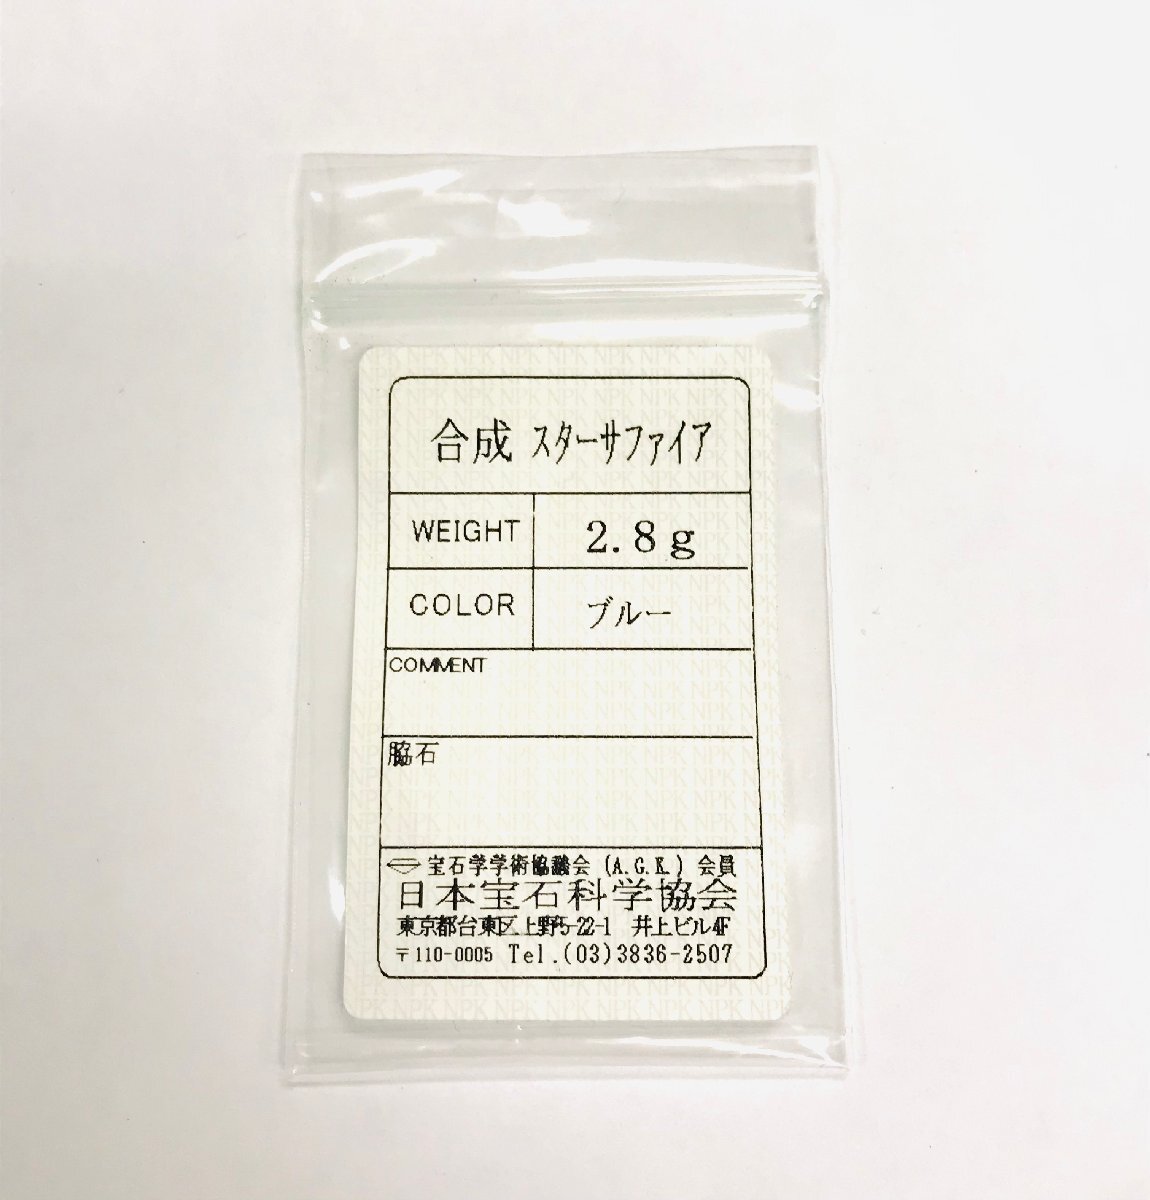 合成 スターサファイア
WEIGHT 2.8g
COLOR ブルー
COMMENT
脇石
宝石学学術協議会 (A.G.K.) 会員
日本宝石科学協会
東京都台東区上野5-22-1 井上ビル4F
〒110-0005 Tel.(03)3836-2507